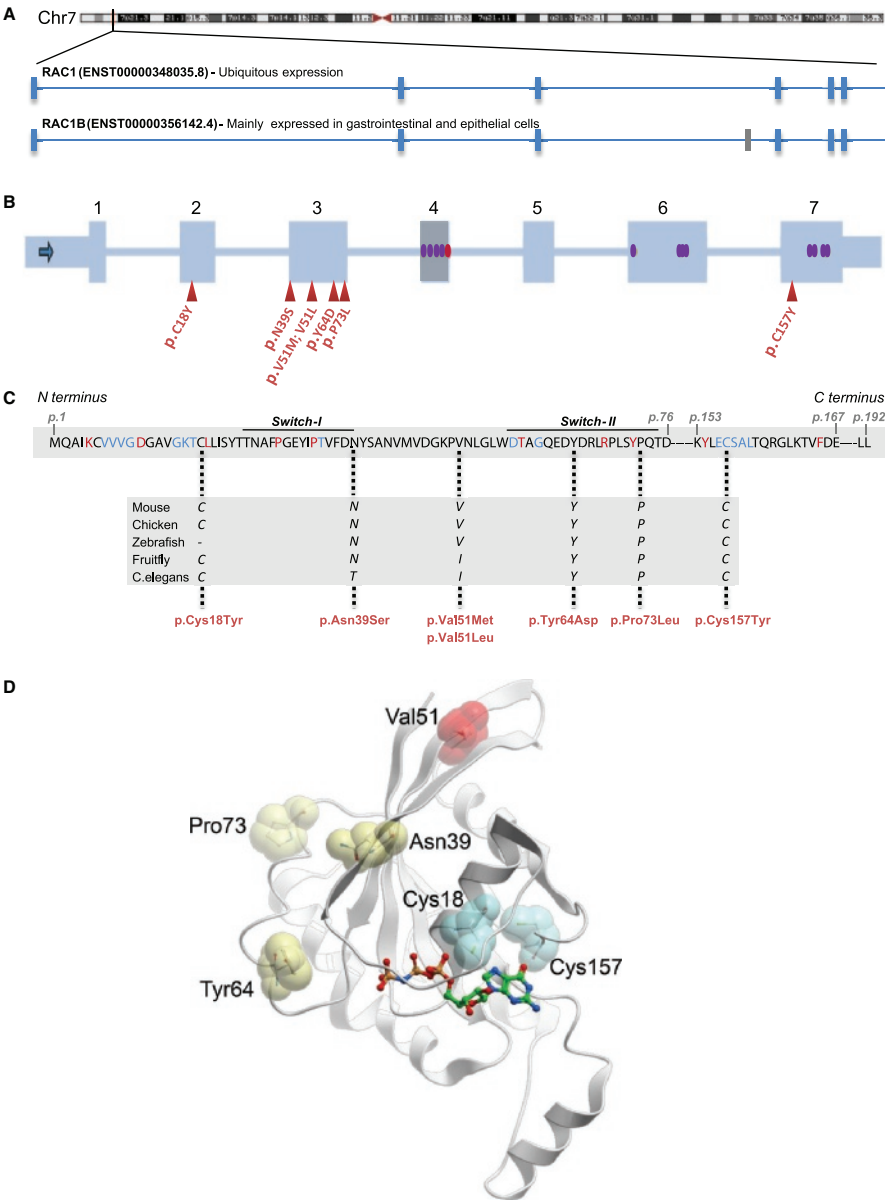 A
Chr7
RAC1 (ENST00000348035.8) - Ubiquitous expression
RAC1B(ENST00000356142.4) - Mainly expressed in gastrointestinal and epithelial cells
B
1 2 3 4 5 6 7
p.C18Y
p.N39S
p.V51M; V51L
p.Y64D
p.P73L
p.C157Y
C
N terminus C terminus
p.1 Switch-I Switch-II p.76 p.153 p.167 p.192
MQAIKCVVVGDGAVGKTCLLISYTTNAFPGEYIPTVFDNYSANVMVDGKPVNLGLWDTAGQEDYDRLRPLSYPQTD----KYLECSALTQRGLKTVFDE----LL
Mouse C N V Y P C
Chicken C N V Y P C
Zebrafish - N V Y P C
Fruitfly C N I Y P C
C.elegans C T I Y P C
p.Cys18Tyr p.Asn39Ser p.Val51Met p.Tyr64Asp p.Pro73Leu p.Cys157Tyr
p.Val51Leu
D
Val51
Pro73
Asn39
Cys18
Cys157
Tyr64